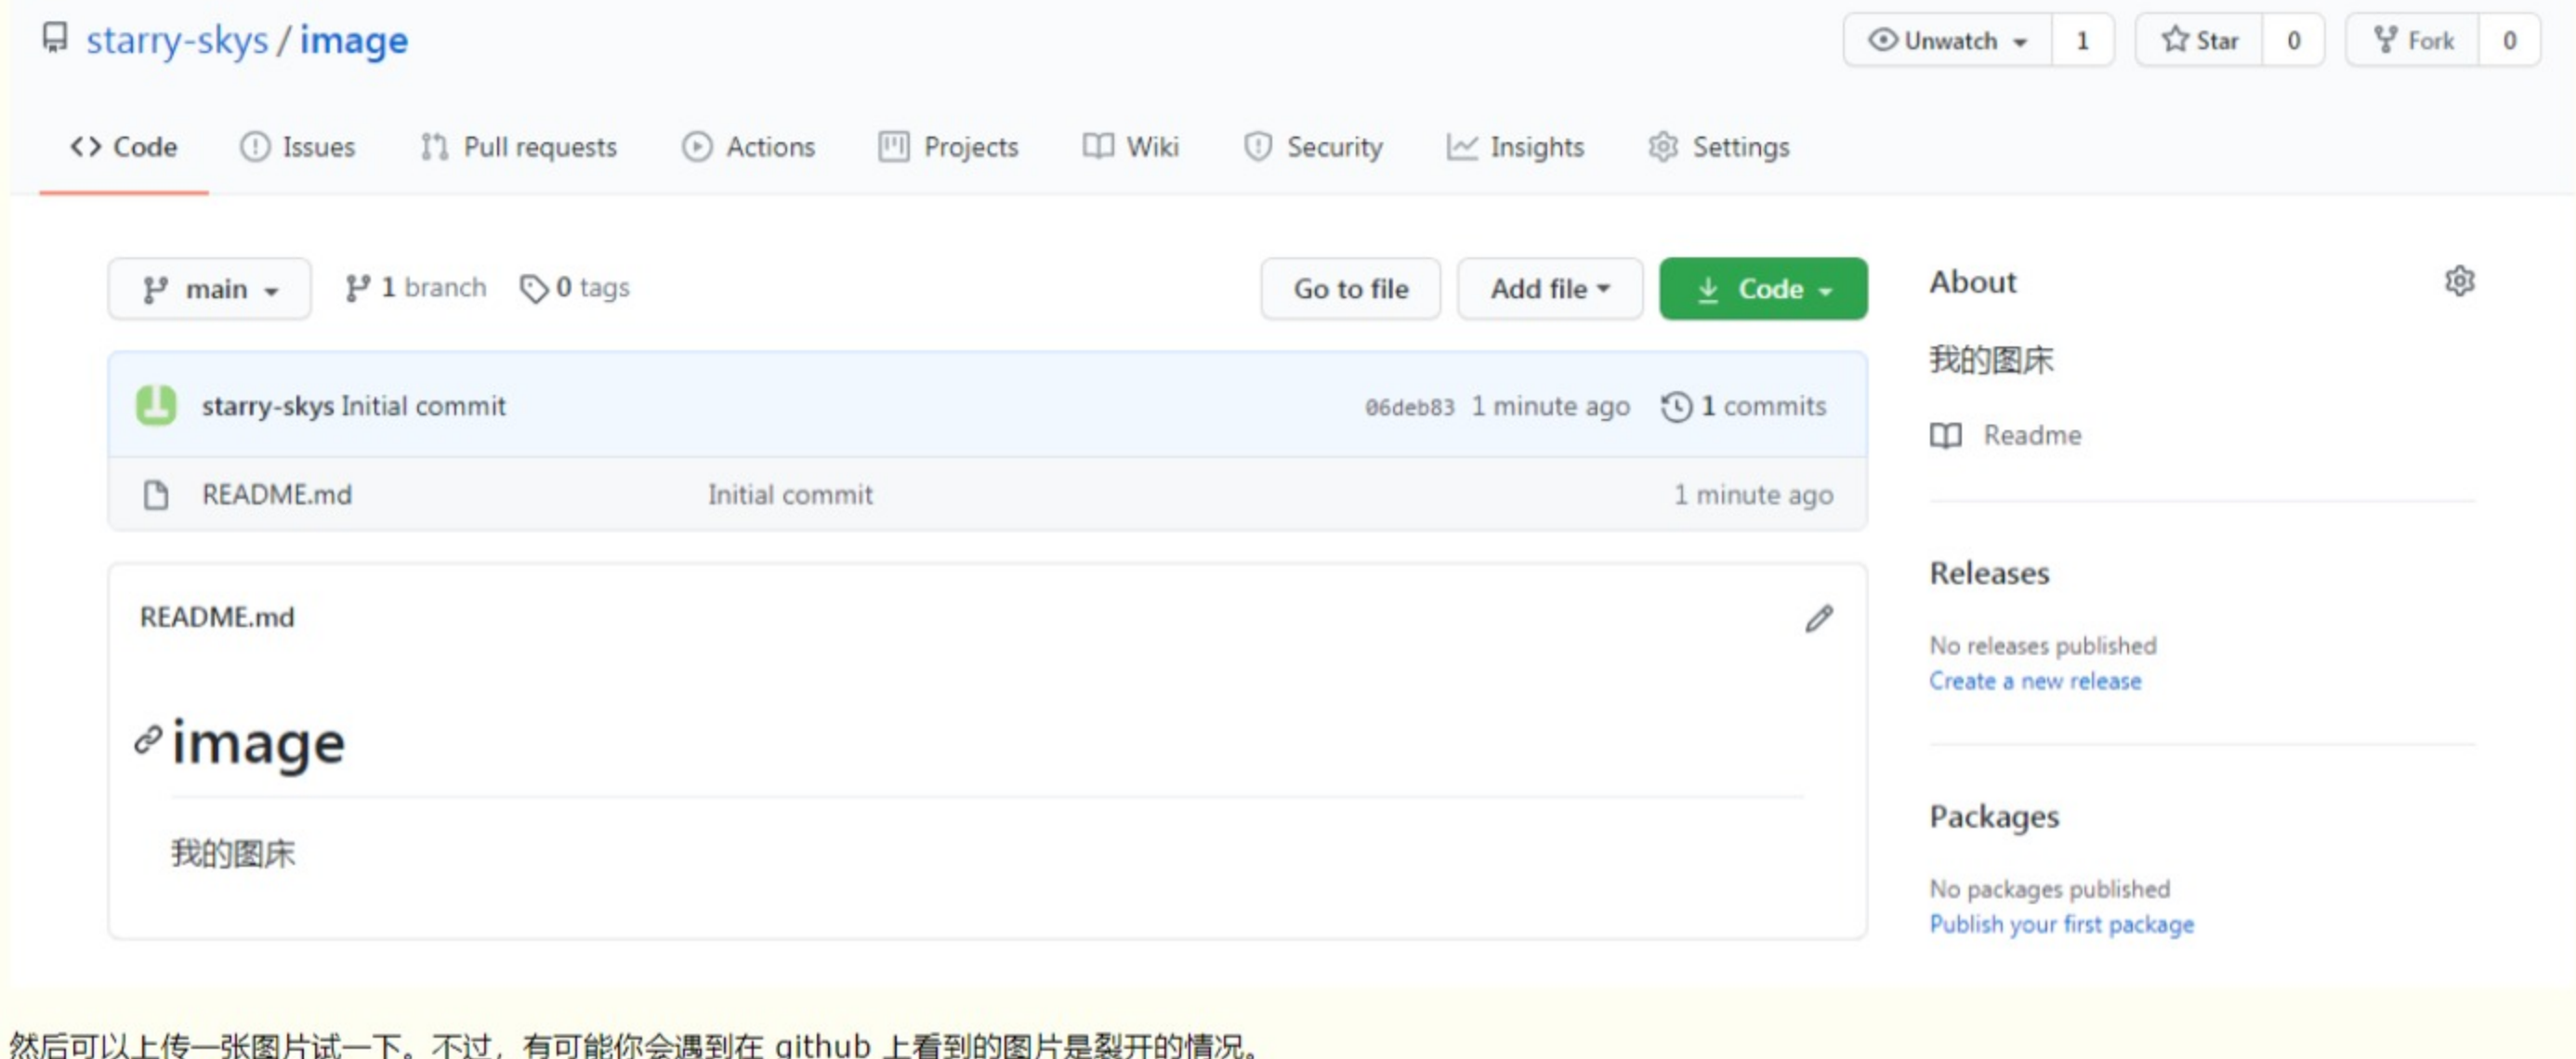 starry-skys / image
Unwatch 1 Star 0 Fork 0
Code Issues Pull requests Actions Projects Wiki Security Insights Settings
main 1 branch 0 tags Go to file Add file Code
starry-skys Initial commit 06deb83 1 minute ago 1 commits
README.md Initial commit 1 minute ago
README.md
image
我的图床
About
我的图床
Readme
Releases
No releases published
Create a new release
Packages
No packages published
Publish your first package
然后可以上传一张图片试一下。不过，有可能你会遇到在 github 上看到的图片是裂开的情况。